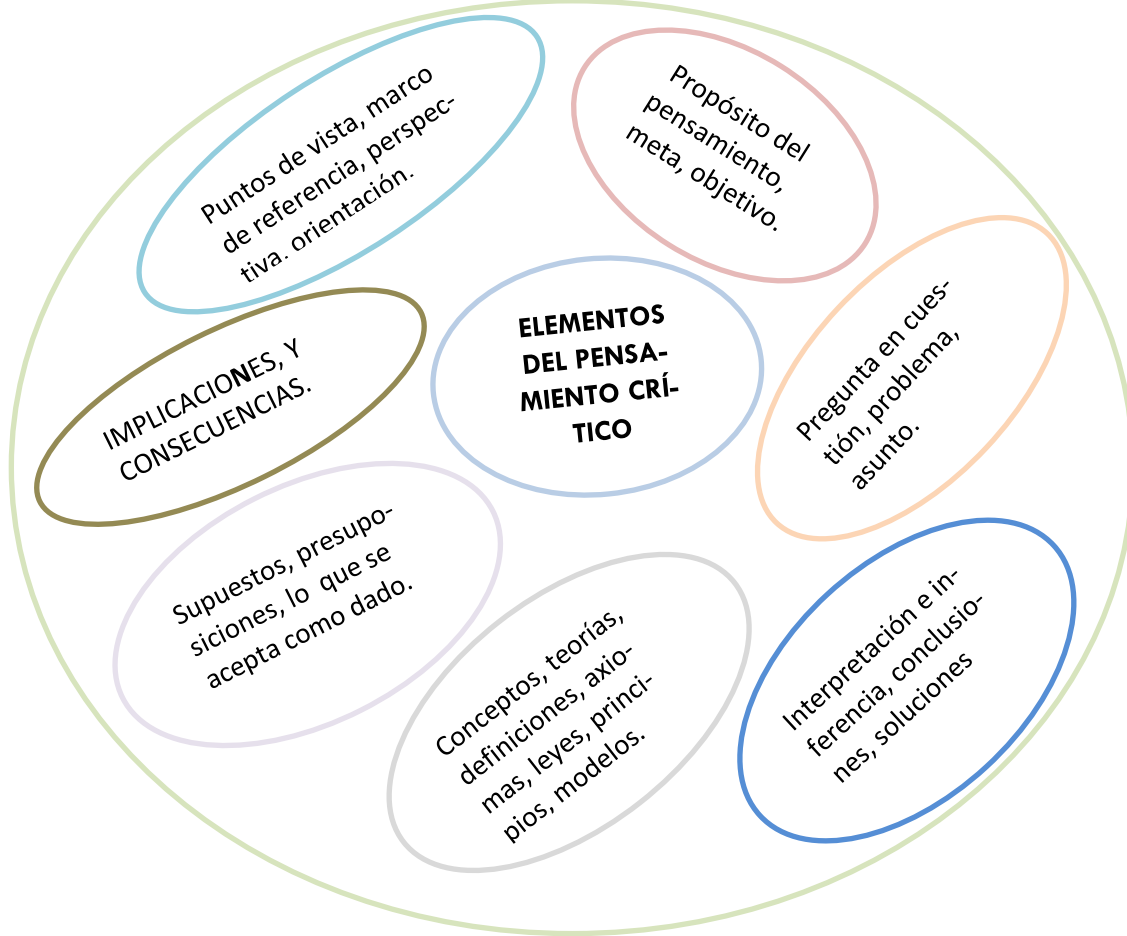 Puntos de vista, marco
de referencia, perspec-
tiva. orientación.
Propósito del
pensamiento,
meta, objetivo.
ELEMENTOS
DEL PENSA-
MIENTO CRÍ-
TICO
Pregunta en cues-
tión, problema,
asunto.
IMPLICACIONES, Y
CONSECUENCIAS.
Supuestos, presupo-
siciones, lo que se
acepta como dado.
Conceptos, teorías,
definiciones, axio-
mas, leyes, princi-
pios, modelos.
Interpretación e in-
ferencia, conclusio-
nes, soluciones